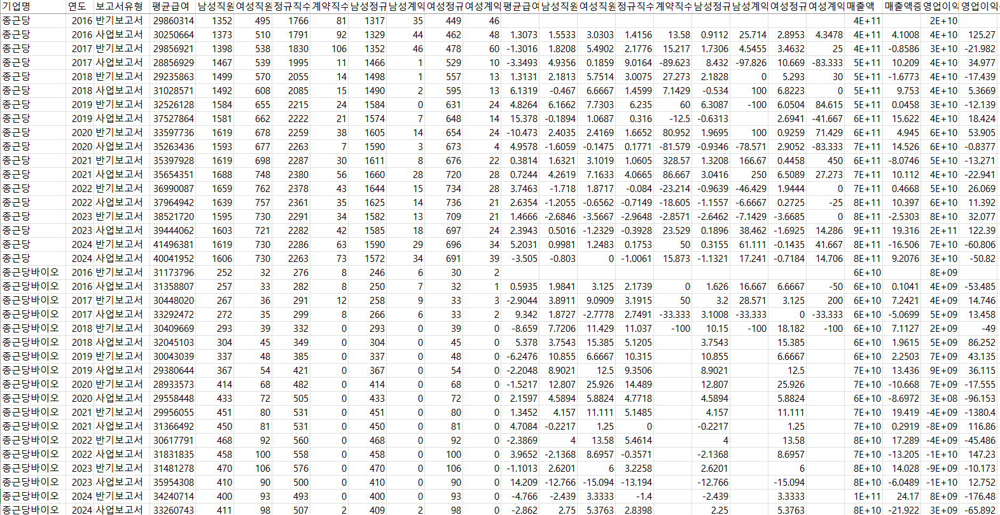 기업명 연도 보고서유형 평균급여 남성직원 여성직원 정규직수 계약직수 남성정규 남성계약 여성정규 여성계약 평균급여 남성직원 여성직원 정규직수 계약직수 남성정규 남성계익 여성정규 여성계익 매출액 매출액증 영업이익 영업이익
종근당 2016 반기보고서 29860314 1352 495 1766 81 1317 35 449 46 4E+11 2E+10
종근당 2016 사업보고서 30250664 1373 510 1791 92 1329 44 462 48 1.3073 1.5533 3.0303 1.4156 13.58 0.9112 25.714 2.8953 4.3478 4E+11 4.1008 4E+10 125.27
종근당 2017 반기보고서 29856921 1398 538 1830 106 1352 46 478 60 -1.3016 1.8208 5.4902 2.1776 15.217 1.7306 4.5455 3.4632 25 4E+11 -0.8586 3E+10 -21.982
종근당 2017 사업보고서 28856929 1467 539 1995 11 1466 1 529 10 -3.3493 4.9356 0.1859 9.0164 -89.623 8.432 -97.826 10.669 -83.333 5E+11 10.209 4E+10 34.977
종근당 2018 반기보고서 29235863 1499 570 2055 14 1498 1 557 13 1.3131 2.1813 5.7514 3.0075 27.273 2.1828 0 5.293 30 5E+11 -1.6773 4E+10 -17.439
종근당 2018 사업보고서 31028571 1492 608 2085 15 1490 2 595 13 6.1319 -0.467 6.6667 1.4599 7.1429 -0.534 100 6.8223 0 5E+11 9.753 4E+10 5.3669
종근당 2019 반기보고서 32526128 1584 655 2215 24 1584 0 631 24 4.8264 6.1662 7.7303 6.235 60 6.3087 -100 6.0504 84.615 5E+11 0.0458 3E+10 -12.139
종근당 2019 사업보고서 37527864 1581 662 2222 21 1574 7 648 14 15.378 -0.1894 1.0687 0.316 -12.5 -0.6313 2.6941 -41.667 6E+11 15.622 4E+10 18.424
종근당 2020 반기보고서 33597736 1619 678 2259 38 1605 14 654 24 -10.473 2.4035 2.4169 1.6652 80.952 1.9695 100 0.9259 71.429 6E+11 4.945 6E+10 53.905
종근당 2020 사업보고서 35263436 1593 677 2263 7 1590 3 673 4 4.9578 -1.6059 -0.1475 0.1771 -81.579 -0.9346 -78.571 2.9052 -83.333 7E+11 14.526 6E+10 -0.8377
종근당 2021 반기보고서 35397928 1619 698 2287 30 1611 8 676 22 0.3814 1.6321 3.1019 1.0605 328.57 1.3208 166.67 0.4458 450 6E+11 -8.0746 5E+10 -13.271
종근당 2021 사업보고서 35654351 1688 748 2380 56 1660 28 720 28 0.7244 4.2619 7.1633 4.0665 86.667 3.0416 250 6.5089 27.273 7E+11 10.112 4E+10 -22.941
종근당 2022 반기보고서 36990087 1659 762 2378 43 1644 15 734 28 3.7463 -1.718 1.8717 -0.084 -23.214 -0.9639 -46.429 1.9444 0 7E+11 0.4668 5E+10 26.069
종근당 2022 사업보고서 37964942 1639 757 2361 35 1625 14 736 21 2.6354 -1.2055 -0.6562 -0.7149 -18.605 -1.1557 -6.6667 0.2725 -25 8E+11 10.397 6E+10 11.392
종근당 2023 반기보고서 38521720 1595 730 2291 34 1582 13 709 21 1.4666 -2.6846 -3.5667 -2.9648 -2.8571 -2.6462 -7.1429 -3.6685 0 8E+11 -2.5303 8E+10 32.077
종근당 2023 사업보고서 39444062 1603 721 2282 42 1585 18 697 24 2.3943 0.5016 -1.2329 -0.3928 23.529 0.1896 38.462 -1.6925 14.286 9E+11 19.316 2E+11 122.39
종근당 2024 반기보고서 41496381 1619 730 2286 63 1590 29 696 34 5.2031 0.9981 1.2483 0.1753 50 0.3155 61.111 -0.1435 41.667 8E+11 -16.506 7E+10 -60.806
종근당 2024 사업보고서 40041952 1606 730 2263 73 1572 34 691 39 -3.505 -0.803 0 -1.0061 15.873 -1.1321 17.241 -0.7184 14.706 8E+11 9.2076 3E+10 -50.82
종근당바이오 2016 반기보고서 31173796 252 32 276 8 246 6 30 2 6E+10 8E+09
종근당바이오 2016 사업보고서 31358807 257 33 282 8 250 7 32 1 0.5935 1.9841 3.125 2.1739 0 1.626 16.667 6.6667 -50 6E+10 0.1041 4E+09 -53.485
종근당바이오 2017 반기보고서 30448020 267 36 291 12 258 9 33 3 -2.9044 3.8911 9.0909 3.1915 50 3.2 28.571 3.125 200 6E+10 7.2421 4E+09 14.746
종근당바이오 2017 사업보고서 33292472 272 35 299 8 266 6 33 2 9.342 1.8727 -2.7778 2.7491 -33.333 3.1008 -33.333 0 -33.333 6E+10 -5.0699 5E+09 13.458
종근당바이오 2018 반기보고서 30409669 293 39 332 0 293 0 39 0 -8.659 7.7206 11.429 11.037 -100 10.15 -100 18.182 -100 6E+10 7.1127 2E+09 -49
종근당바이오 2018 사업보고서 32045103 304 45 349 0 304 0 45 0 5.378 3.7543 15.385 5.1205 3.7543 15.385 6E+10 1.9615 5E+09 86.252
종근당바이오 2019 반기보고서 30043039 337 48 385 0 337 0 48 0 -6.2476 10.855 6.6667 10.315 10.855 6.6667 6E+10 2.2503 7E+09 43.135
종근당바이오 2019 사업보고서 29380644 367 54 421 0 367 0 54 0 -2.2048 8.9021 12.5 9.3506 8.9021 12.5 7E+10 13.436 9E+09 36.115
종근당바이오 2020 반기보고서 28933573 414 68 482 0 414 0 68 0 -1.5217 12.807 25.926 14.489 12.807 25.926 7E+10 -10.668 7E+09 -17.555
종근당바이오 2020 사업보고서 29558448 433 72 505 0 433 0 72 0 2.1597 4.5894 5.8824 4.7718 4.5894 5.8824 6E+10 -8.6972 3E+08 -96.153
종근당바이오 2021 반기보고서 29956055 451 80 531 0 451 0 80 0 1.3452 4.157 11.111 5.1485 4.157 11.111 7E+10 19.419 -4E+09 -1380.4
종근당바이오 2021 사업보고서 31366492 450 81 531 0 450 0 81 0 4.7084 -0.2217 1.25 0 -0.2217 1.25 7E+10 0.2919 -8E+09 116.86
종근당바이오 2022 반기보고서 30617791 468 92 560 0 468 0 92 0 -2.3869 4 13.58 5.4614 4 13.58 8E+10 17.289 -4E+09 -45.486
종근당바이오 2022 사업보고서 31831835 458 100 558 0 458 0 100 0 3.9652 -2.1368 8.6957 -0.3571 -2.1368 8.6957 7E+10 -13.205 -1E+10 147.23
종근당바이오 2023 반기보고서 31481278 470 106 576 0 470 0 106 0 -1.1013 2.6201 6 3.2258 2.6201 6 8E+10 14.028 -9E+09 -10.173
종근당바이오 2023 사업보고서 35954308 410 90 500 0 410 0 90 0 14.209 -12.766 -15.094 -13.194 -12.766 -15.094 8E+10 -6.0489 -1E+10 12.752
종근당바이오 2024 반기보고서 34240714 400 93 493 0 400 0 93 0 -4.766 -2.439 3.3333 -1.4 -2.439 3.3333 1E+11 24.17 8E+09 -176.48
종근당바이오 2024 사업보고서 33260743 411 98 507 2 409 2 98 0 -2.862 2.75 5.3763 2.8398 2.25 5.3763 8E+10 -21.923 3E+09 -65.892